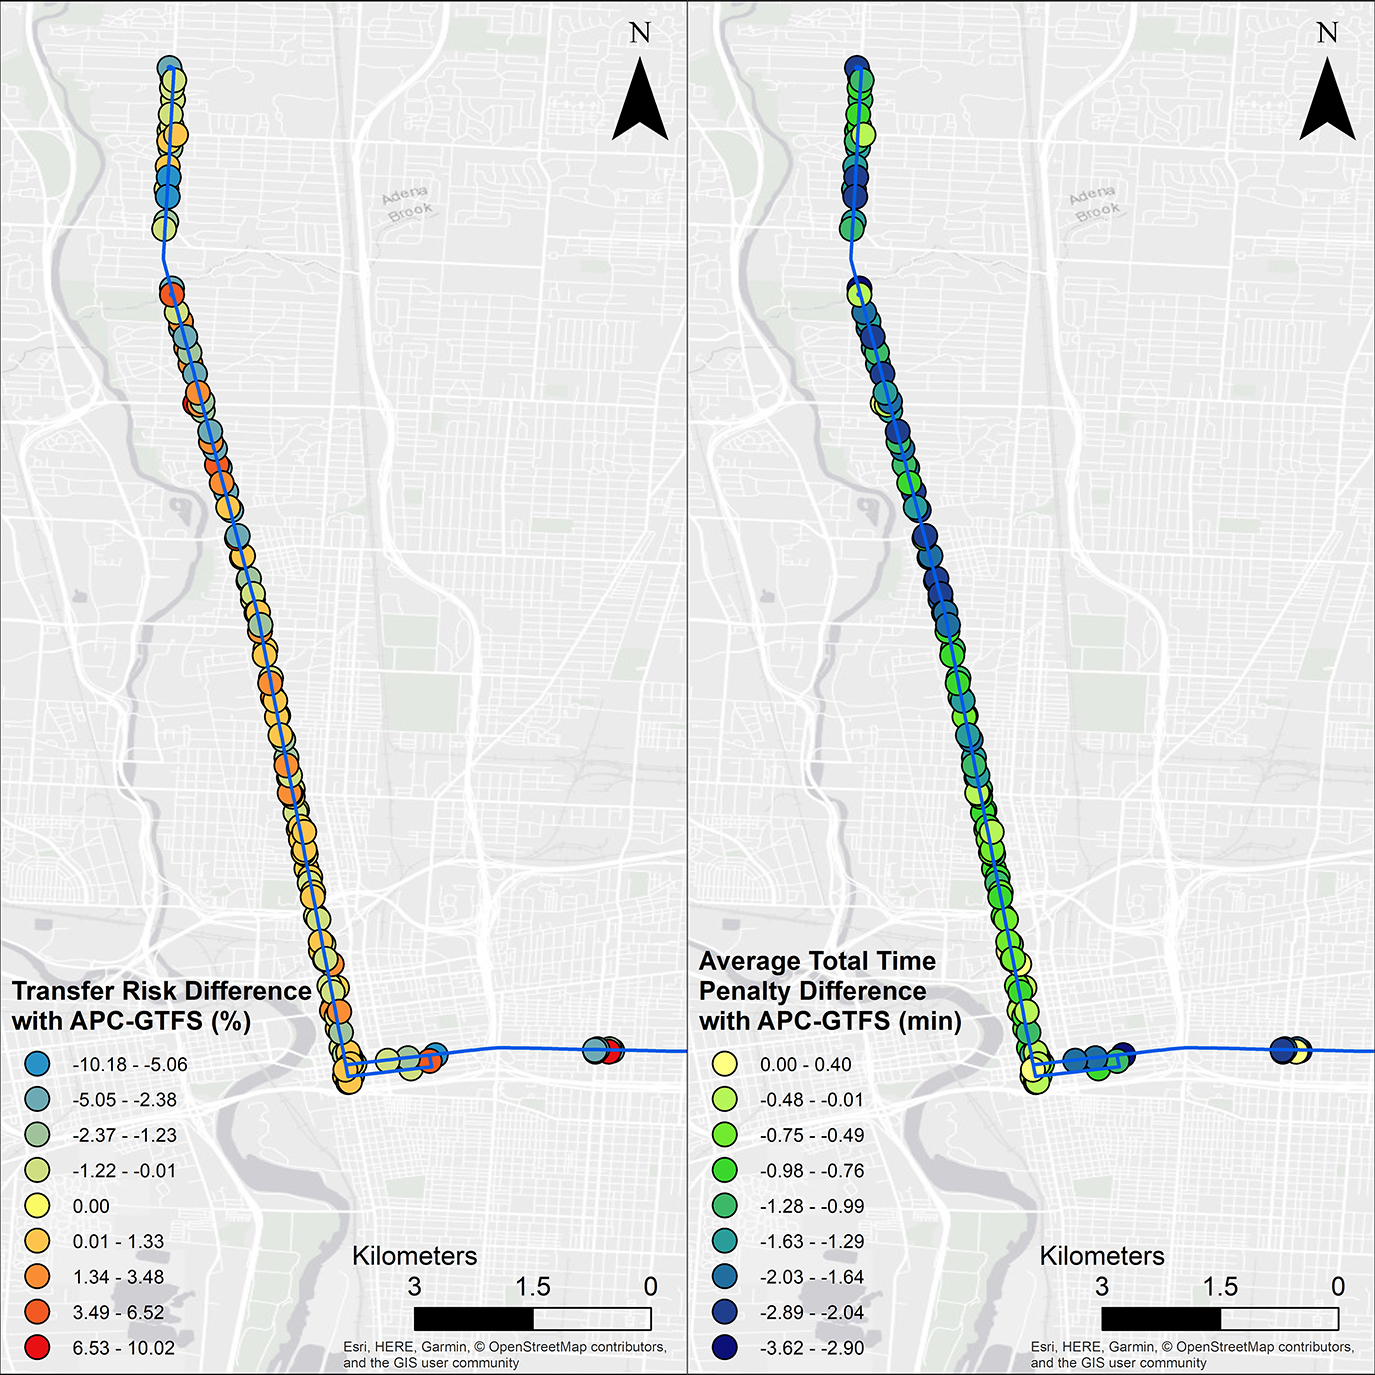 N
Adena
Brook
Transfer Risk Difference
with APC-GTFS (%)
-10.18 - -5.06
-5.05 - -2.38
-2.37 - -1.23
-1.22 - -0.01
0.00
0.01 - 1.33
1.34 - 3.48
3.49 - 6.52
6.53 - 10.02
Kilometers
3 1.5 0
Esri, HERE, Garmin, © OpenStreetMap contributors,
and the GIS user community
N
Adena
Brook
Average Total Time
Penalty Difference
with APC-GTFS (min)
0.00 - 0.40
-0.48 - -0.01
-0.75 - -0.49
-0.98 - -0.76
-1.28 - -0.99
-1.63 - -1.29
-2.03 - -1.64
-2.89 - -2.04
-3.62 - -2.90
Kilometers
3 1.5 0
Esri, HERE, Garmin, © OpenStreetMap contributors,
and the GIS user community